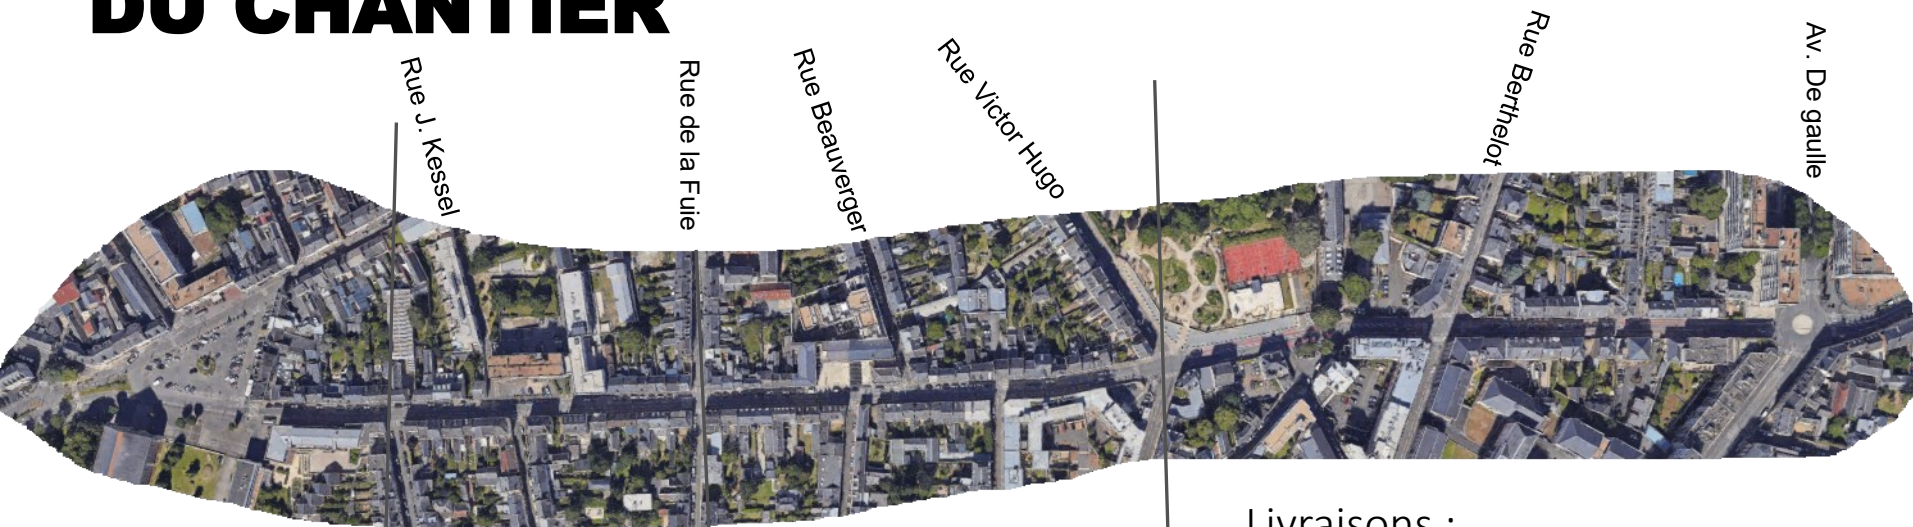 DU CHANTIER
Rue J. Kessel
Rue de la Fuie
Rue Beauverger
Rue Victor Hugo
Rue Berthelot
Av. De gaulle
Livraisons :